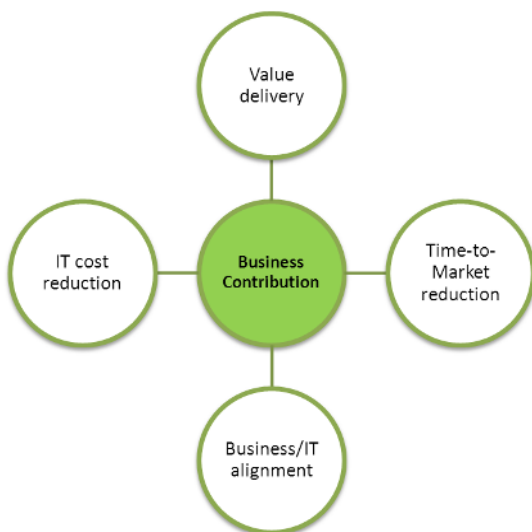 Value
delivery
IT cost
reduction
Business
Contribution
Time-to-
Market
reduction
Business/IT
alignment